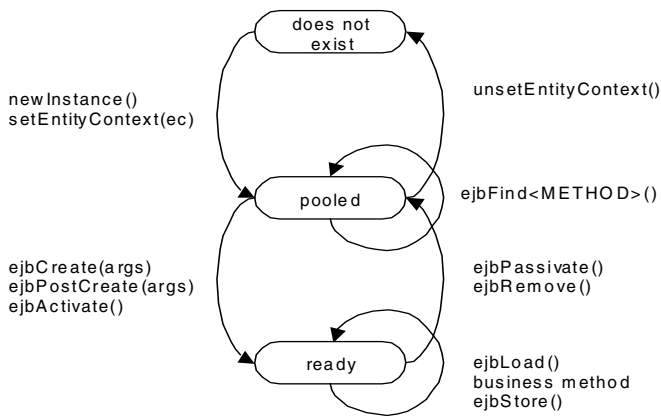 does not
exist
newInstance()
setEntityContext(ec)
unsetEntityContext()
pooled
ejbFind<METHOD>()
ejbCreate(args)
ejbPostCreate(args)
ejbActivate()
ejbPassivate()
ejbRemove()
ready
ejbLoad()
business method
ejbStore()